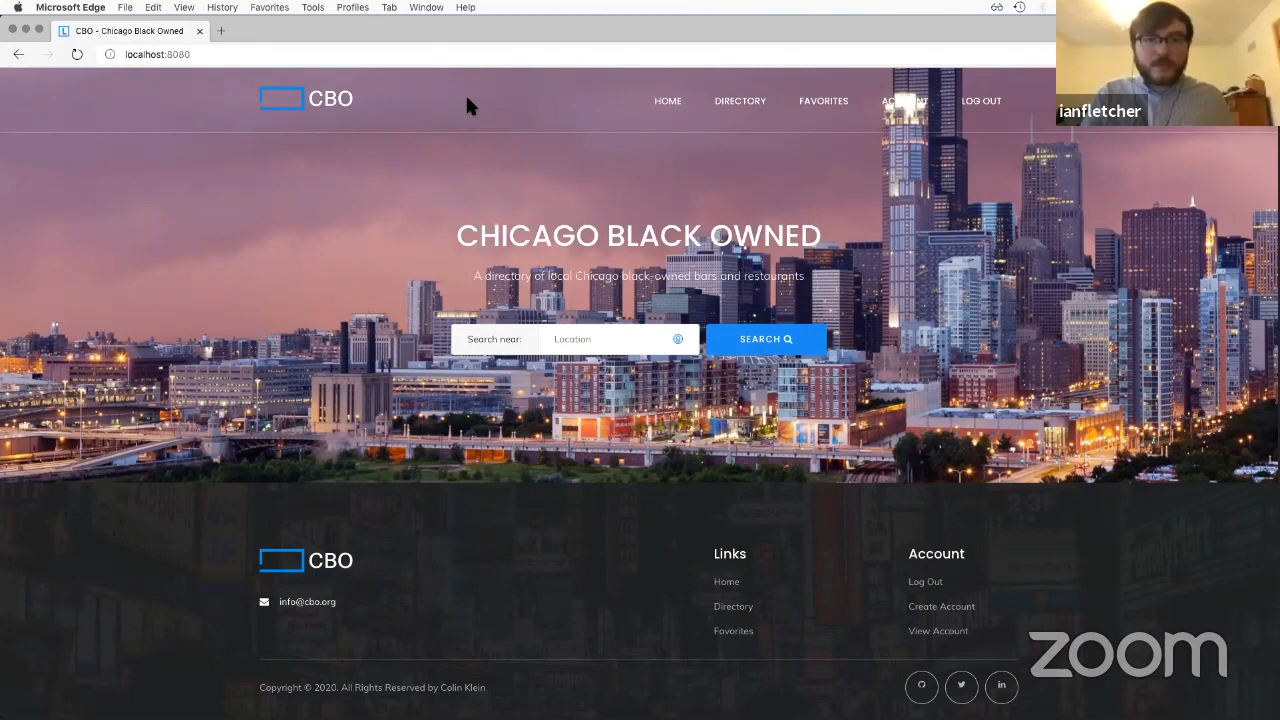 Microsoft Edge File Edit View History Favorites Tools Profiles Tab Window Help
CBO - Chicago Black Owned
localhost:8080
ianfletcher
CBO
HOME DIRECTORY FAVORITES ACCOUNT LOG OUT
CHICAGO BLACK OWNED
A directory of local Chicago black-owned bars and restaurants
Search near: Location SEARCH
CBO
info@cbo.org
Links
Home
Directory
Favorites
Account
Log Out
Create Account
View Account
zoom
Copyright © 2020. All Rights Reserved by Colin Klein
in